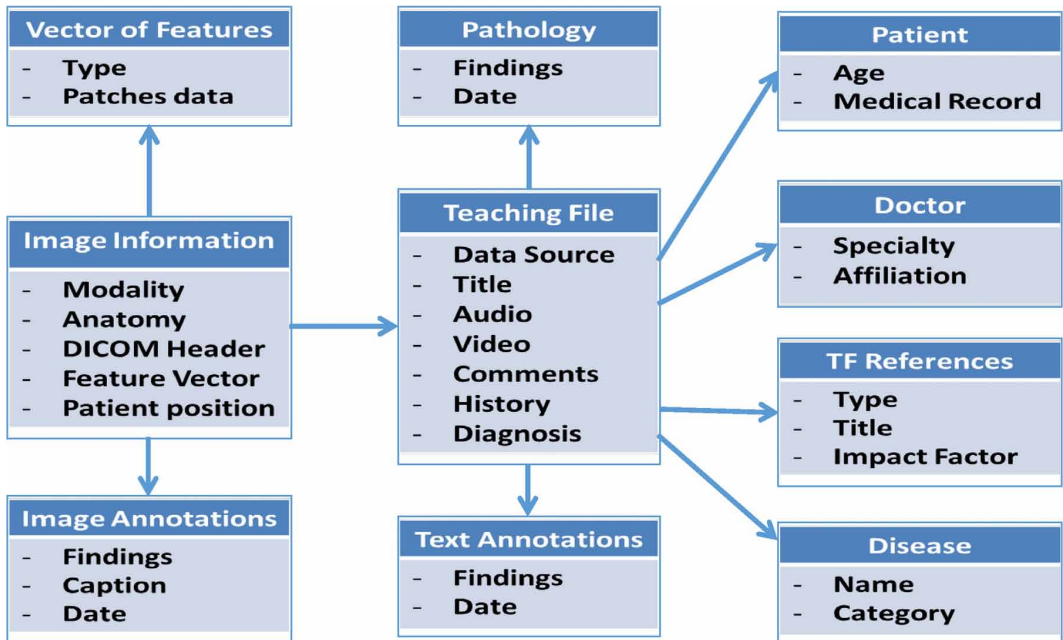 Vector of Features
- Type
- Patches data
Pathology
- Findings
- Date
Patient
- Age
- Medical Record
Image Information
- Modality
- Anatomy
- DICOM Header
- Feature Vector
- Patient position
Teaching File
- Data Source
- Title
- Audio
- Video
- Comments
- History
- Diagnosis
Doctor
- Specialty
- Affiliation
TF References
- Type
- Title
- Impact Factor
Image Annotations
- Findings
- Caption
- Date
Text Annotations
- Findings
- Date
Disease
- Name
- Category